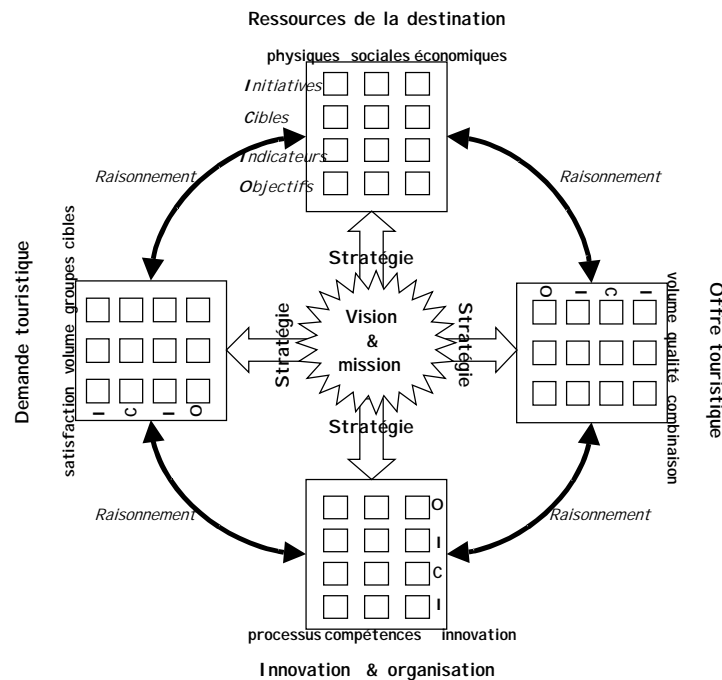 Ressources de la destination
physiques sociales économiques
Initiatives
Cibles
Indicateurs
Objectifs
Raisonnement
Raisonnement
Stratégie
Demande touristique
satisfaction volume groupes cibles
I C I O
Stratégie
Vision
&
mission
Stratégie
O I C I
volume qualité combinaison
Offre touristique
Stratégie
Raisonnement
Raisonnement
O
I
C
I
processus compétences innovation
Innovation & organisation